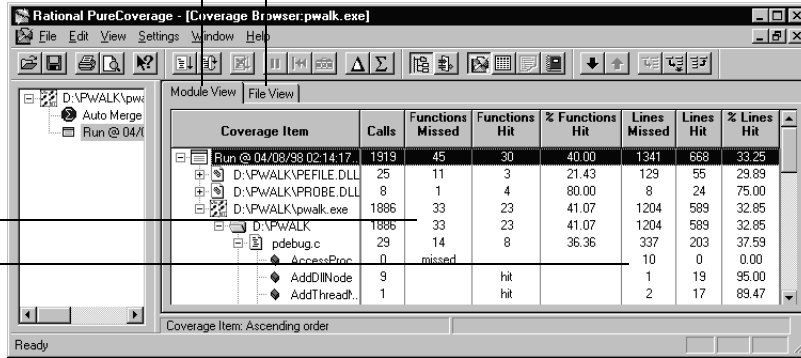 Rational PureCoverage - [Coverage Browser:pwalk.exe]
File Edit View Settings Window Help
D:\PWALK\pwa
Auto Merge
Run @ 04/0
Module View File View
Coverage Item Calls Functions Missed Functions Hit % Functions Hit Lines Missed Lines Hit % Lines Hit
Run @ 04/08/98 02:14:17.. 1919 45 30 40.00 1341 668 33.25
D:\PWALK\PEFILE.DLL 25 11 3 21.43 129 55 29.89
D:\PWALK\PROBE.DLL 8 1 4 80.00 8 24 75.00
D:\PWALK\pwalk.exe 1886 33 23 41.07 1204 589 32.85
D:\PWALK 1886 33 23 41.07 1204 589 32.85
pdebug.c 29 14 8 36.36 337 203 37.59
AccessProc 0 missed 10 0 0.00
AddDllNode 9 hit 1 19 95.00
AddThreadN.. 1 hit 2 17 89.47
Coverage Item: Ascending order
Ready